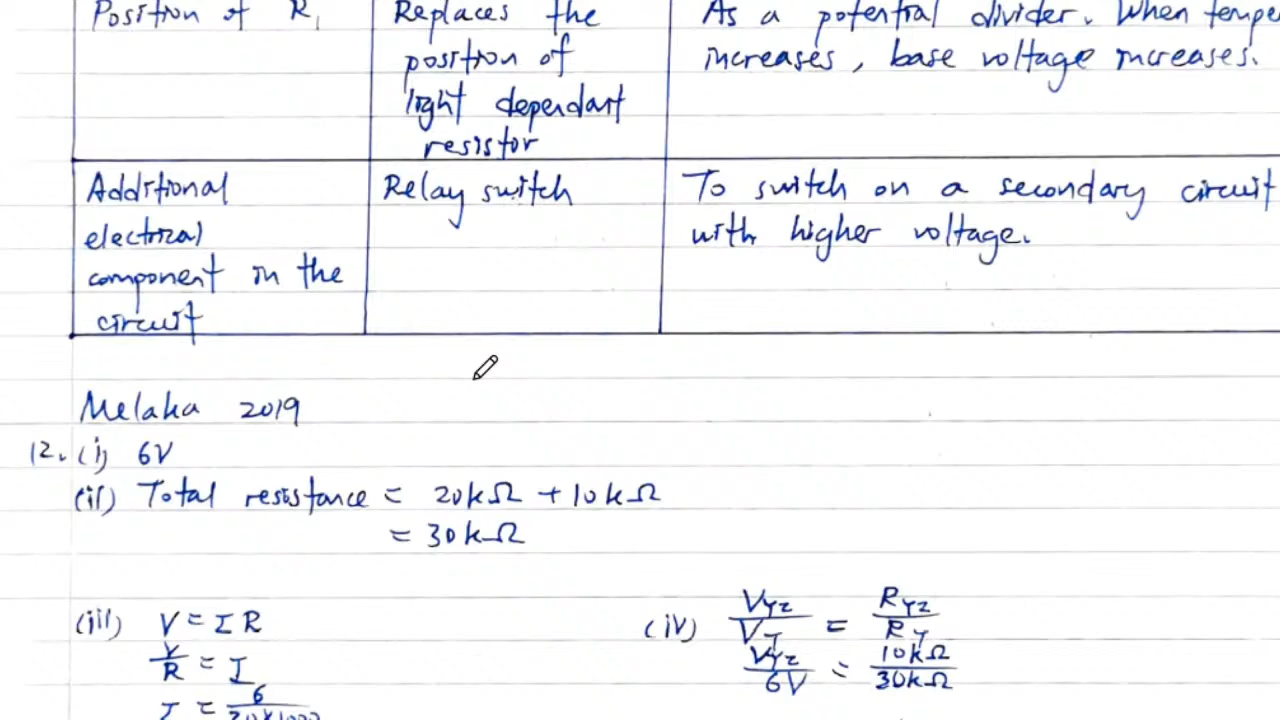 Position of R1
Replaces the
position of
light dependant
resistor
As a potential divider. When
increases, base voltage increases.
Additional
electrical
component in the
circuit
Relay switch
To switch on a secondary circuit
with higher voltage.
Melaka 2019
12. (i) 6V
(ii) Total resistance = 20kΩ + 10kΩ
= 30kΩ
(iii) V = IR
V/R = I
I = 6/
(iv) VYZ/VT = RYZ/RT
VYZ/6V = 10kΩ/30kΩ